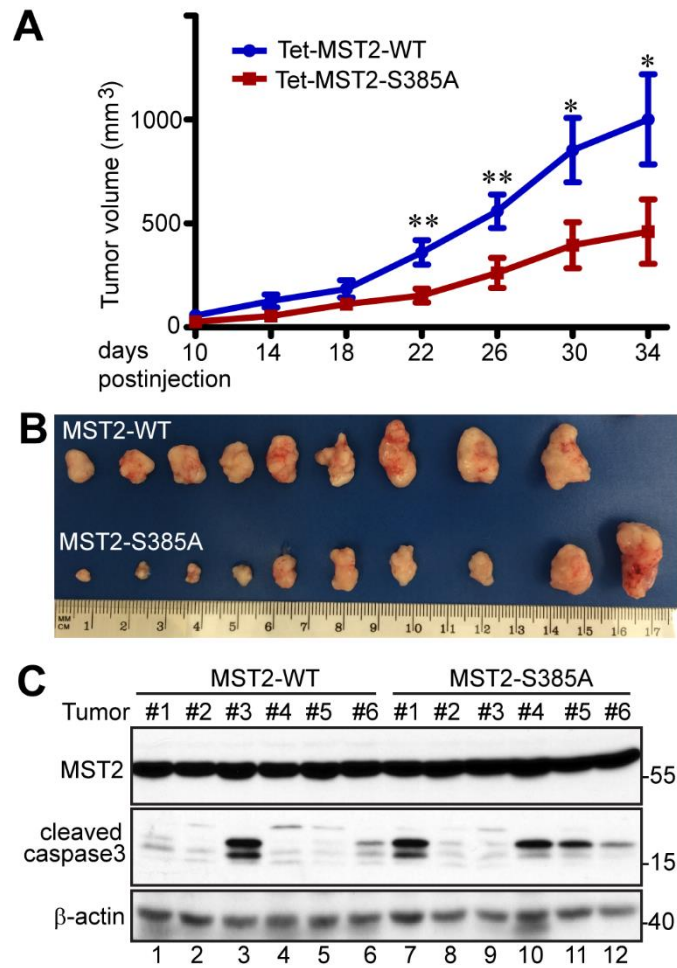 A
Tumor volume (mm3)
1000
500
0
Tet-MST2-WT
Tet-MST2-S385A
**
**
*
*
days
postinjection
10 14 18 22 26 30 34
B
MST2-WT
MST2-S385A
MM
CM
1 2 3 4 5 6 7 8 9 10 11 12 13 14 15 16 17
C
MST2-WT MST2-S385A
Tumor #1 #2 #3 #4 #5 #6 #1 #2 #3 #4 #5 #6
MST2
-55
cleaved
caspase3
-15
β-actin
-40
1 2 3 4 5 6 7 8 9 10 11 12